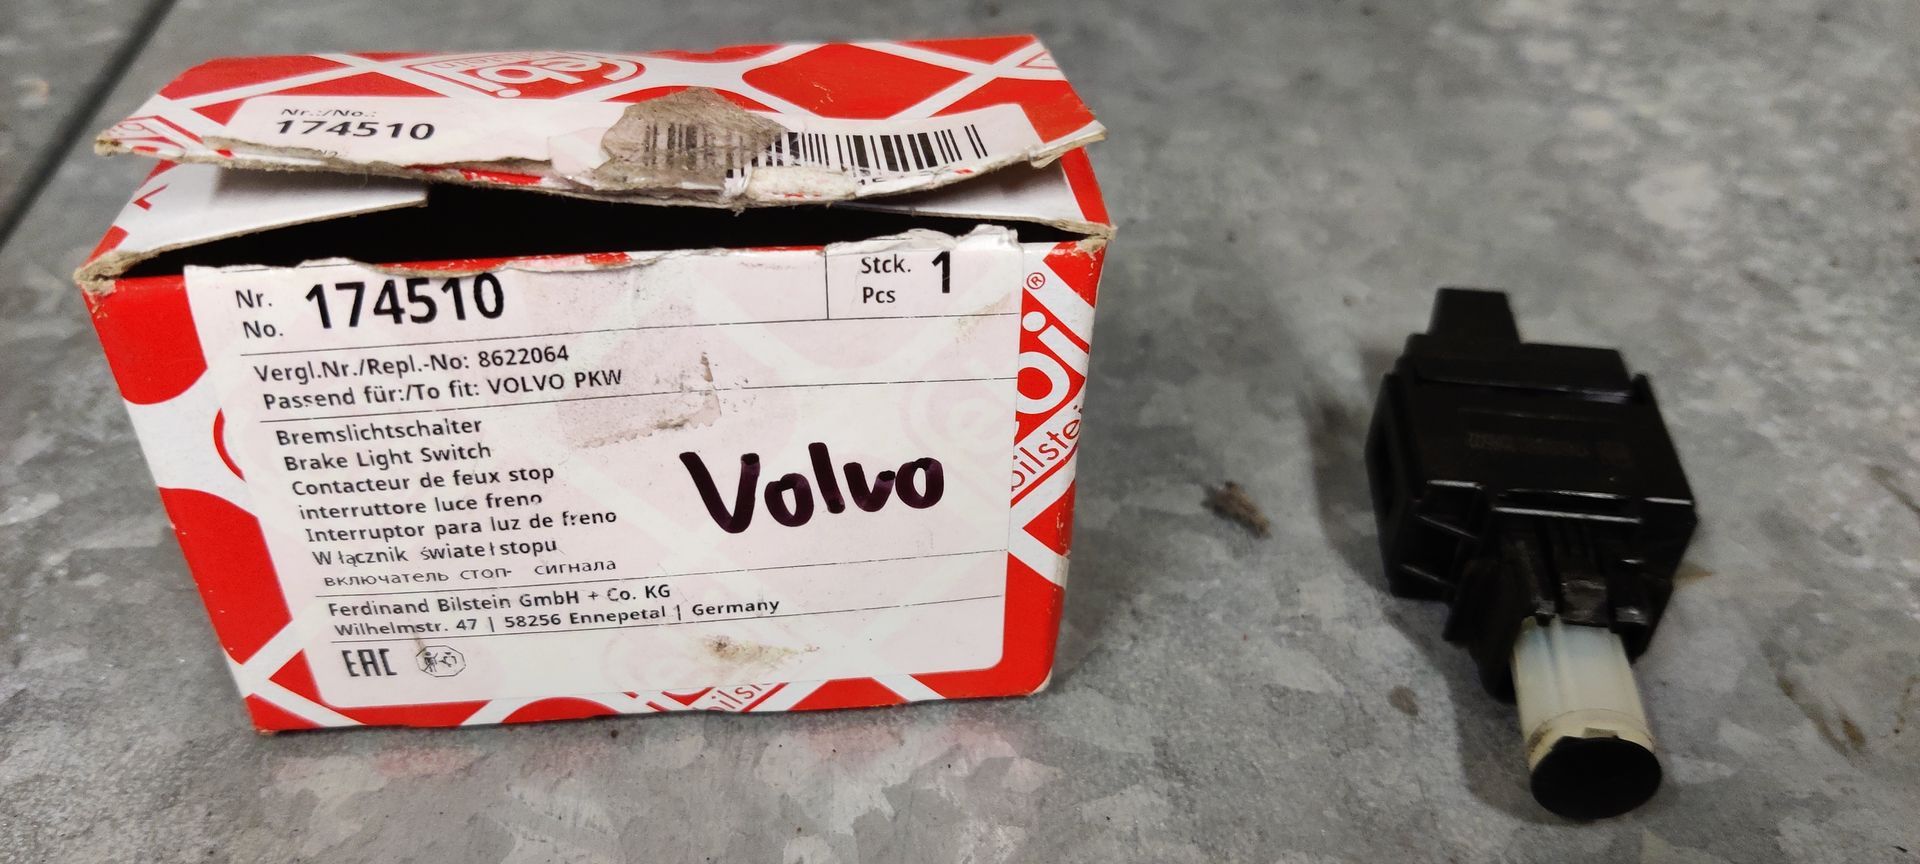 Nr.:/No.:
174510
Nr. No. 174510
Stck. Pcs 1
Vergl.Nr./Repl.-No: 8622064
Passend für:/To fit: VOLVO PKW
Bremslichtschalter
Brake Light Switch
Contacteur de feux stop
interruttore luce freno
Interruptor para luz de freno
Włącznik świateł stopu
включатель стоп- сигнала
Volvo
Ferdinand Bilstein GmbH + Co. KG
Wilhelmstr. 47 | 58256 Ennepetal | Germany
EAC
febi
bilstein